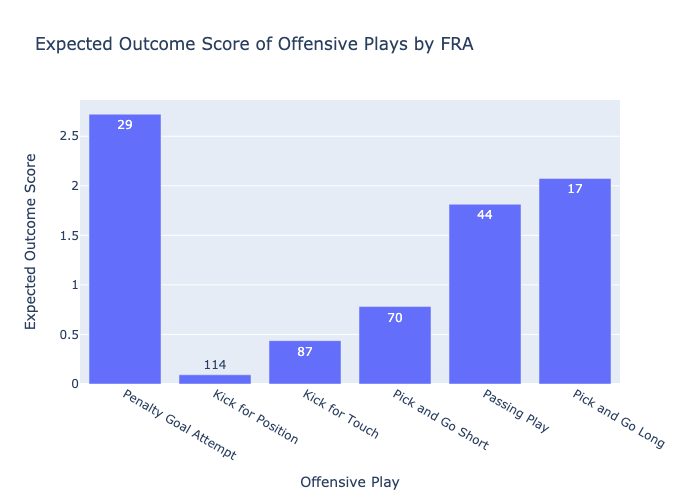 Expected Outcome Score of Offensive Plays by FRA
Expected Outcome Score
2.5
2
1.5
1
0.5
0
29
114
87
70
44
17
Penalty Goal Attempt
Kick for Position
Kick for Touch
Pick and Go Short
Passing Play
Pick and Go Long
Offensive Play